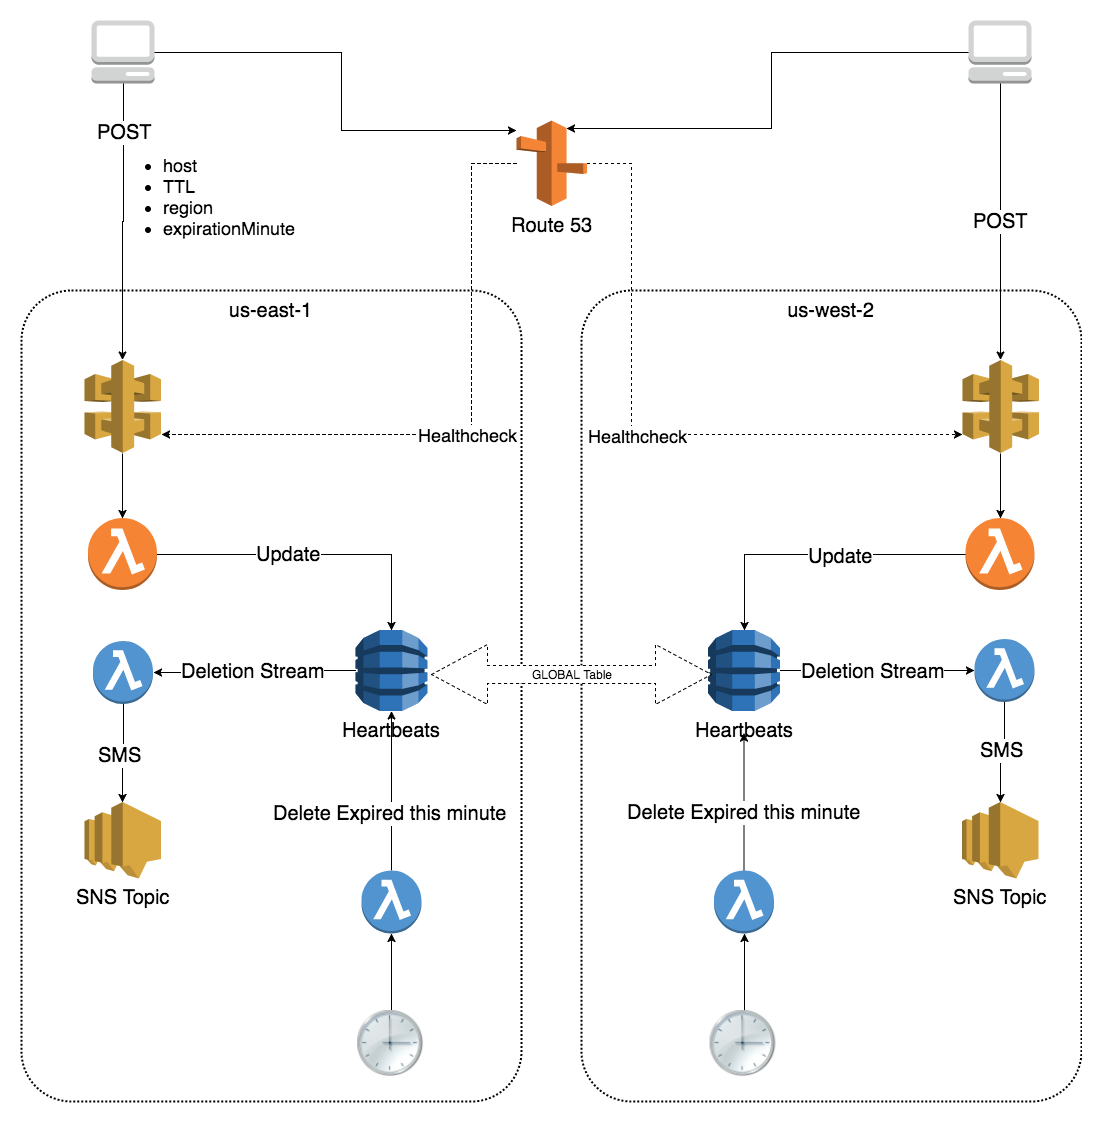 POST
host
TTL
region
expirationMinute
Route 53
POST
us-east-1
us-west-2
Healthcheck
Healthcheck
Update
Update
Deletion Stream
GLOBAL Table
Deletion Stream
Heartbeats
Heartbeats
SMS
SMS
Delete Expired this minute
Delete Expired this minute
SNS Topic
SNS Topic